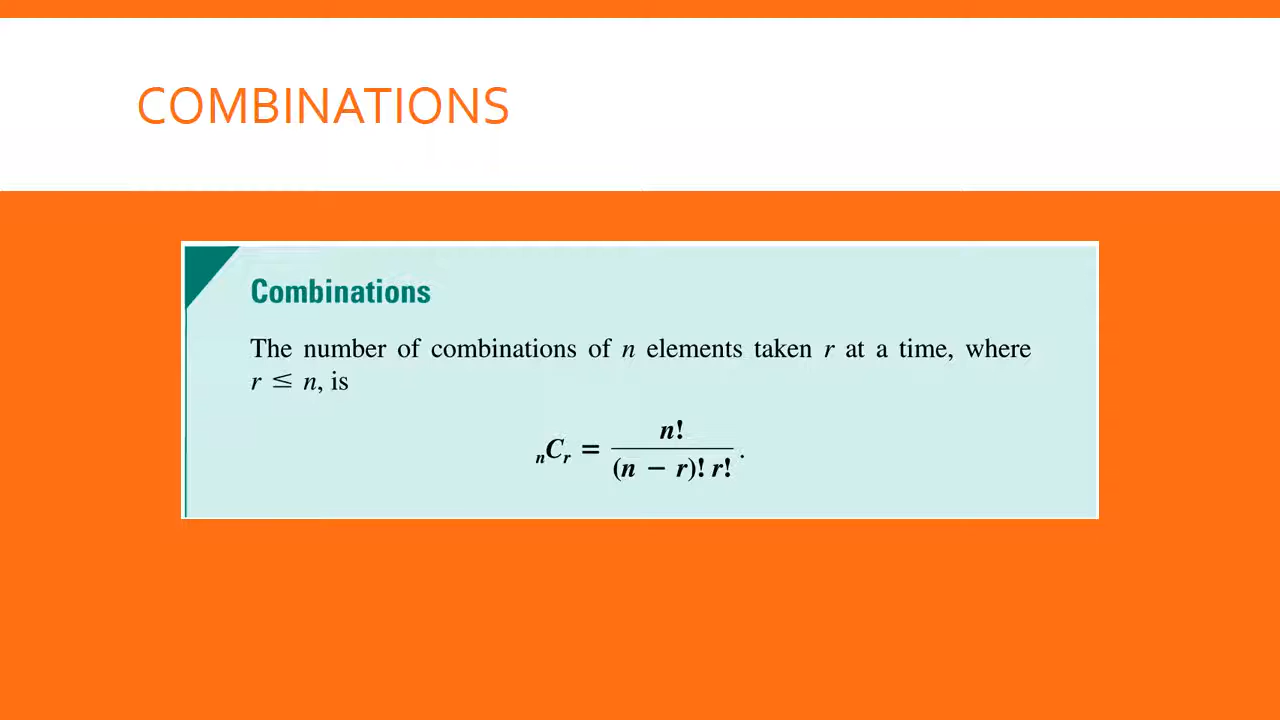 COMBINATIONS
Combinations
The number of combinations of n elements taken r at a time, where
r ≤ n, is
nCr = n! / (n − r)! r! .